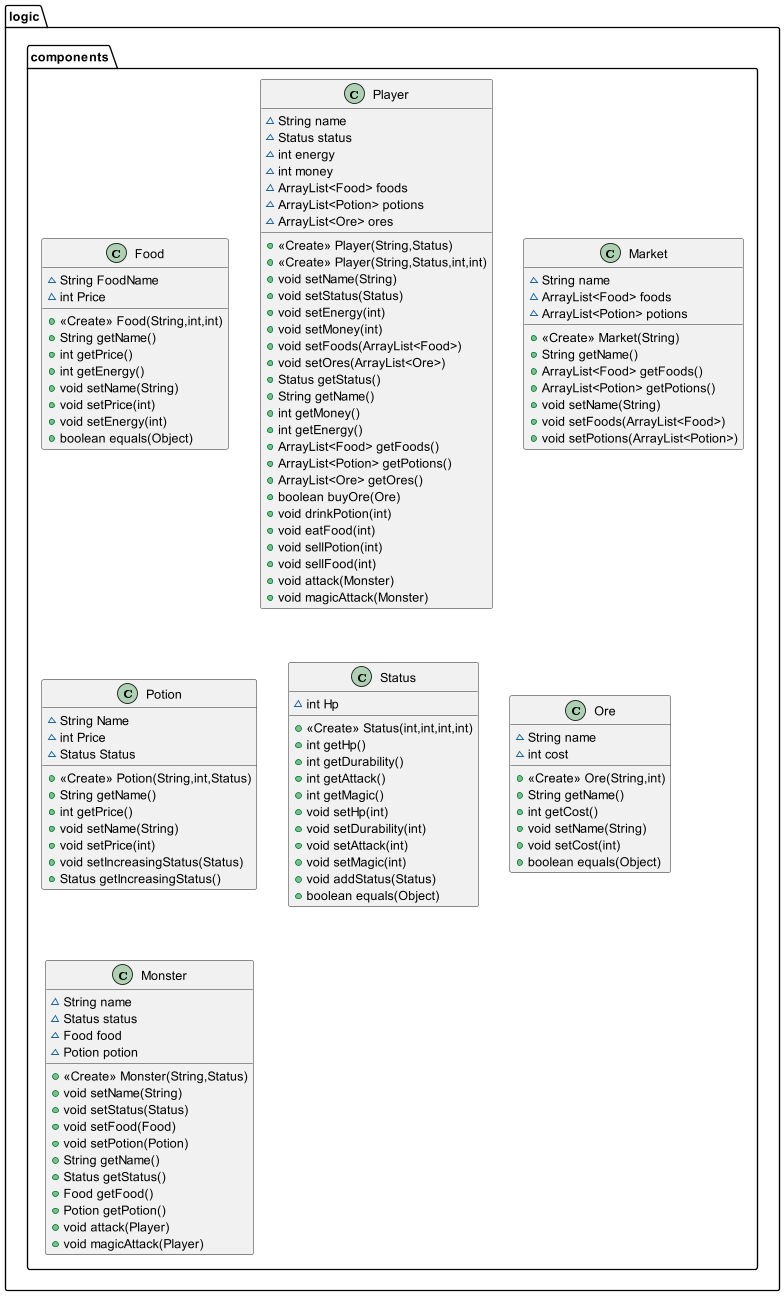 logic
components
C Food
String FoodName
int Price
«Create» Food(String,int,int)
String getName()
int getPrice()
int getEnergy()
void setName(String)
void setPrice(int)
void setEnergy(int)
boolean equals(Object)
C Player
String name
Status status
int energy
int money
ArrayList<Food> foods
ArrayList<Potion> potions
ArrayList<Ore> ores
«Create» Player(String,Status)
«Create» Player(String,Status,int,int)
void setName(String)
void setStatus(Status)
void setEnergy(int)
void setMoney(int)
void setFoods(ArrayList<Food>)
void setOres(ArrayList<Ore>)
Status getStatus()
String getName()
int getMoney()
int getEnergy()
ArrayList<Food> getFoods()
ArrayList<Potion> getPotions()
ArrayList<Ore> getOres()
boolean buyOre(Ore)
void drinkPotion(int)
void eatFood(int)
void sellPotion(int)
void sellFood(int)
void attack(Monster)
void magicAttack(Monster)
C Market
String name
ArrayList<Food> foods
ArrayList<Potion> potions
«Create» Market(String)
String getName()
ArrayList<Food> getFoods()
ArrayList<Potion> getPotions()
void setName(String)
void setFoods(ArrayList<Food>)
void setPotions(ArrayList<Potion>)
C Potion
String Name
int Price
Status Status
«Create» Potion(String,int,Status)
String getName()
int getPrice()
void setName(String)
void setPrice(int)
void setIncreasingStatus(Status)
Status getIncreasingStatus()
C Status
int Hp
«Create» Status(int,int,int,int)
int getHp()
int getDurability()
int getAttack()
int getMagic()
void setHp(int)
void setDurability(int)
void setAttack(int)
void setMagic(int)
void addStatus(Status)
boolean equals(Object)
C Ore
String name
int cost
«Create» Ore(String,int)
String getName()
int getCost()
void setName(String)
void setCost(int)
boolean equals(Object)
C Monster
String name
Status status
Food food
Potion potion
«Create» Monster(String,Status)
void setName(String)
void setStatus(Status)
void setFood(Food)
void setPotion(Potion)
String getName()
Status getStatus()
Food getFood()
Potion getPotion()
void attack(Player)
void magicAttack(Player)